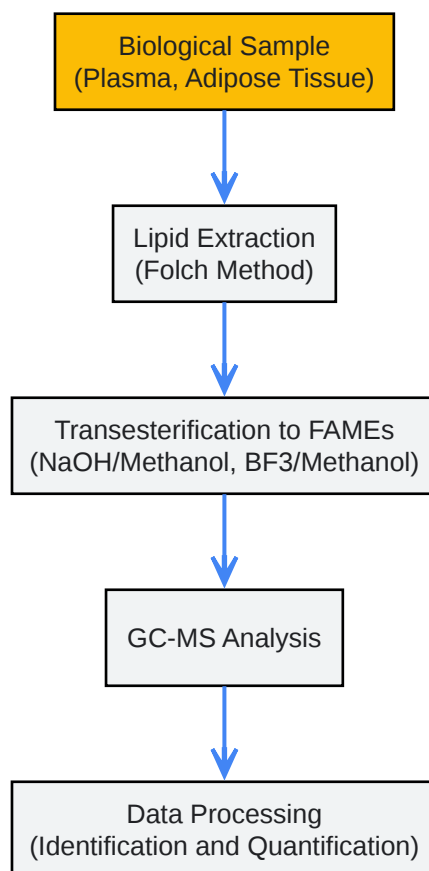 Biological Sample
(Plasma, Adipose Tissue)
Lipid Extraction
(Folch Method)
Transesterification to FAMEs
(NaOH/Methanol, BF3/Methanol)
GC-MS Analysis
Data Processing
(Identification and Quantification)